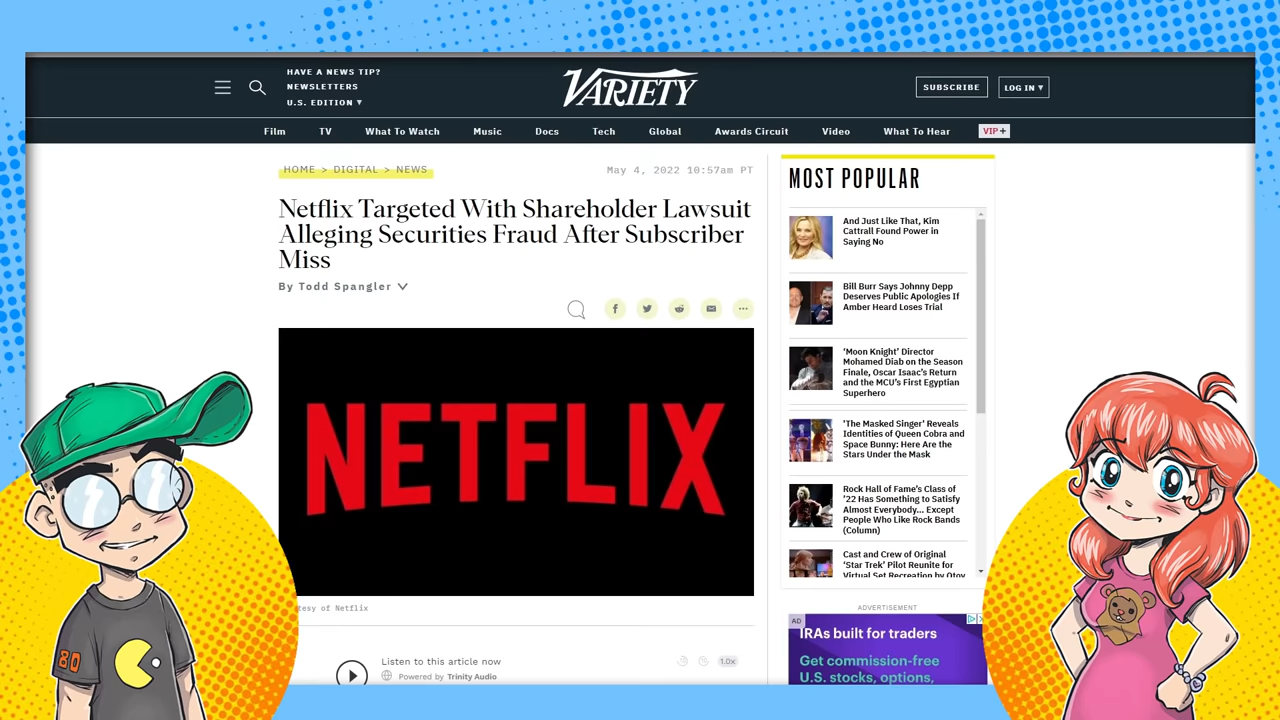 HAVE A NEWS TIP?
NEWSLETTERS
U.S. EDITION
VARIETY
SUBSCRIBE
LOG IN
Film TV What To Watch Music Docs Tech Global Awards Circuit Video What To Hear VIP+
HOME > DIGITAL > NEWS
May 4, 2022 10:57am PT
Netflix Targeted With Shareholder Lawsuit
Alleging Securities Fraud After Subscriber
Miss
By Todd Spangler
NETFLIX
tesy of Netflix
Listen to this article now
1.0x
Powered by Trinity Audio
MOST POPULAR
And Just Like That, Kim
Cattrall Found Power in
Saying No
Bill Burr Says Johnny Depp
Deserves Public Apologies If
Amber Heard Loses Trial
‘Moon Knight’ Director
Mohamed Diab on the Season
Finale, Oscar Isaac’s Return
and the MCU’s First Egyptian
Superhero
'The Masked Singer' Reveals
Identities of Queen Cobra and
Space Bunny: Here Are the
Stars Under the Mask
Rock Hall of Fame’s Class of
’22 Has Something to Satisfy
Almost Everybody... Except
People Who Like Rock Bands
(Column)
Cast and Crew of Original
‘Star Trek’ Pilot Reunite for
Virtual Set Recreation by Otoy
ADVERTISEMENT
AD
IRAs built for traders
Get commission-free
U.S. stocks, options,
80